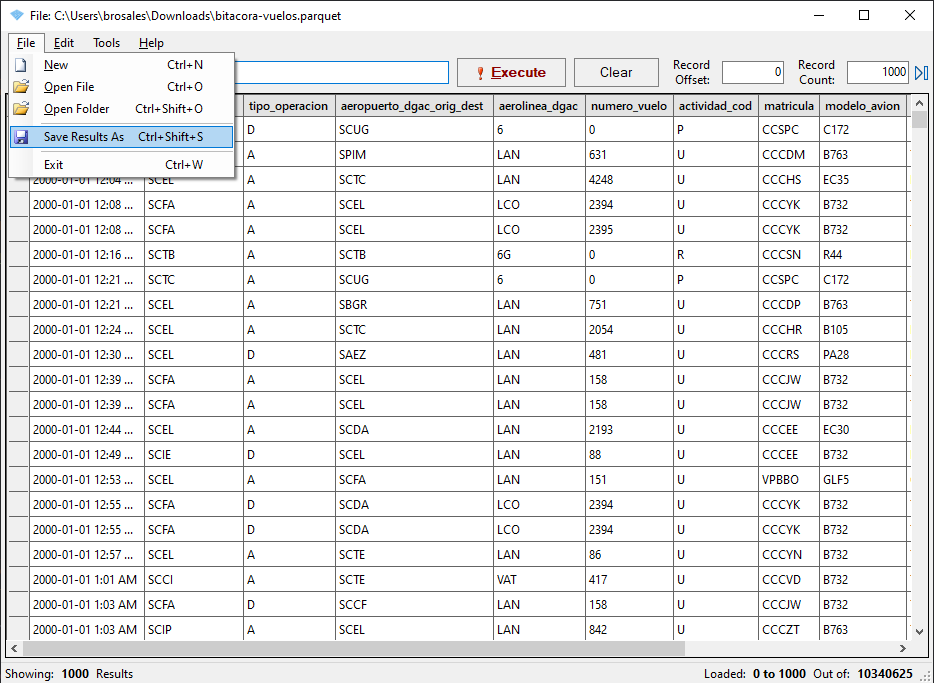 File: C:\Users\brosales\Downloads\bitacora-vuelos.parquet
File Edit Tools Help
New Ctrl+N
Open File Ctrl+O
Open Folder Ctrl+Shift+O
Save Results As Ctrl+Shift+S
Exit Ctrl+W
Execute Clear Record Offset: 0 Record Count: 1000
tipo_operacion aeropuerto_dgac_orig_dest aerolinea_dgac numero_vuelo actividad_cod matricula modelo_avion
D SCUG 6 0 P CCSPC C172
A SPIM LAN 631 U CCCDM B763
2000-01-01 12:04 ... SCEL A SCTC LAN 4248 U CCCHS EC35
2000-01-01 12:08 ... SCFA A SCEL LCO 2394 U CCCYK B732
2000-01-01 12:08 ... SCFA A SCEL LCO 2395 U CCCYK B732
2000-01-01 12:16 ... SCTB A SCTB 6G 0 R CCCSN R44
2000-01-01 12:21 ... SCTC A SCUG 6 0 P CCSPC C172
2000-01-01 12:21 ... SCEL A SBGR LAN 751 U CCCDP B763
2000-01-01 12:24 ... SCEL A SCTC LAN 2054 U CCCHR B105
2000-01-01 12:30 ... SCEL D SAEZ LAN 481 U CCCRS PA28
2000-01-01 12:39 ... SCFA A SCEL LAN 158 U CCCJW B732
2000-01-01 12:39 ... SCFA A SCEL LAN 158 U CCCJW B732
2000-01-01 12:44 ... SCEL A SCDA LAN 2193 U CCCEE EC30
2000-01-01 12:49 ... SCIE D SCEL LAN 88 U CCCEE B732
2000-01-01 12:53 ... SCEL A SCFA LAN 151 U VPBBO GLF5
2000-01-01 12:55 ... SCFA D SCDA LCO 2394 U CCCYK B732
2000-01-01 12:55 ... SCFA D SCDA LCO 2394 U CCCYK B732
2000-01-01 12:57 ... SCEL A SCTE LAN 86 U CCCYN B732
2000-01-01 1:01 AM SCCI A SCTE VAT 417 U CCCVD B732
2000-01-01 1:03 AM SCFA D SCCF LAN 158 U CCCJW B732
2000-01-01 1:03 AM SCIP A SCEL LAN 842 U CCCZT B763
Showing: 1000 Results Loaded: 0 to 1000 Out of: 10340625